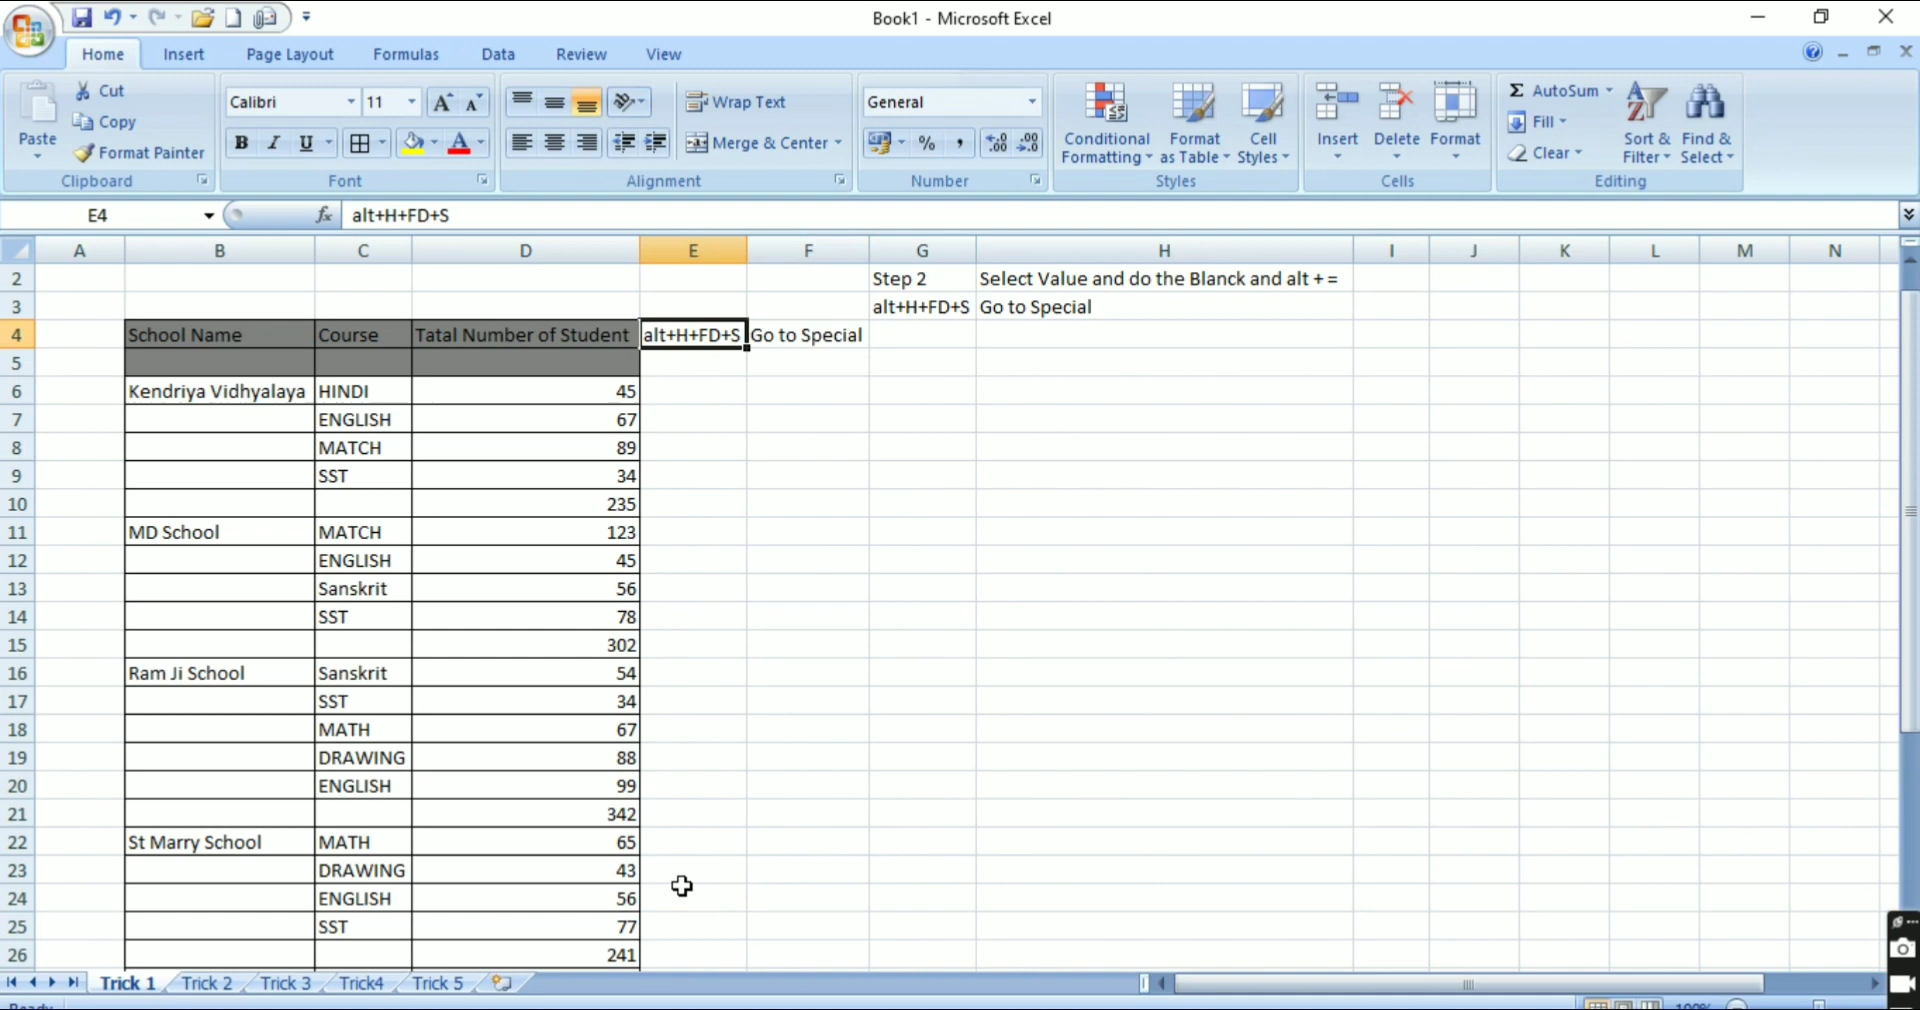 Book1 - Microsoft Excel
Home Insert Page Layout Formulas Data Review View
Paste
Cut
Copy
Format Painter
Clipboard
Calibri 11
B I U
Font
Wrap Text
Merge & Center
Alignment
General
Number
Conditional Formatting
Format as Table
Cell Styles
Styles
Insert Delete Format
Cells
AutoSum
Fill
Clear
Sort & Filter
Find & Select
Editing
E4 fx alt+H+FD+S
A B C D E F G H I J K L M N
2 Step 2 Select Value and do the Blanck and alt + =
3 alt+H+FD+S Go to Special
4 School Name Course Tatal Number of Student alt+H+FD+S Go to Special
5
6 Kendriya Vidhyalaya HINDI 45
7 ENGLISH 67
8 MATCH 89
9 SST 34
10 235
11 MD School MATCH 123
12 ENGLISH 45
13 Sanskrit 56
14 SST 78
15 302
16 Ram Ji School Sanskrit 54
17 SST 34
18 MATH 67
19 DRAWING 88
20 ENGLISH 99
21 342
22 St Marry School MATH 65
23 DRAWING 43
24 ENGLISH 56
25 SST 77
26 241
Trick 1 Trick 2 Trick 3 Trick4 Trick 5
Ready 100%